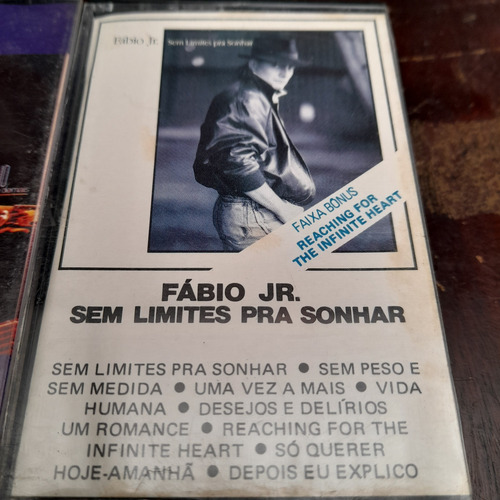 Fábio Jr. Sem Limites pra Sonhar
FAIXA BÔNUS
REACHING FOR
THE INFINITE HEART
FÁBIO JR.
SEM LIMITES PRA SONHAR
SEM LIMITES PRA SONHAR ● SEM PESO E
SEM MEDIDA ● UMA VEZ A MAIS ● VIDA
HUMANA ● DESEJOS E DELÍRIOS
UM ROMANCE ● REACHING FOR THE
INFINITE HEART ● SÓ QUERER
HOJE-AMANHÃ ● DEPOIS EU EXPLICO